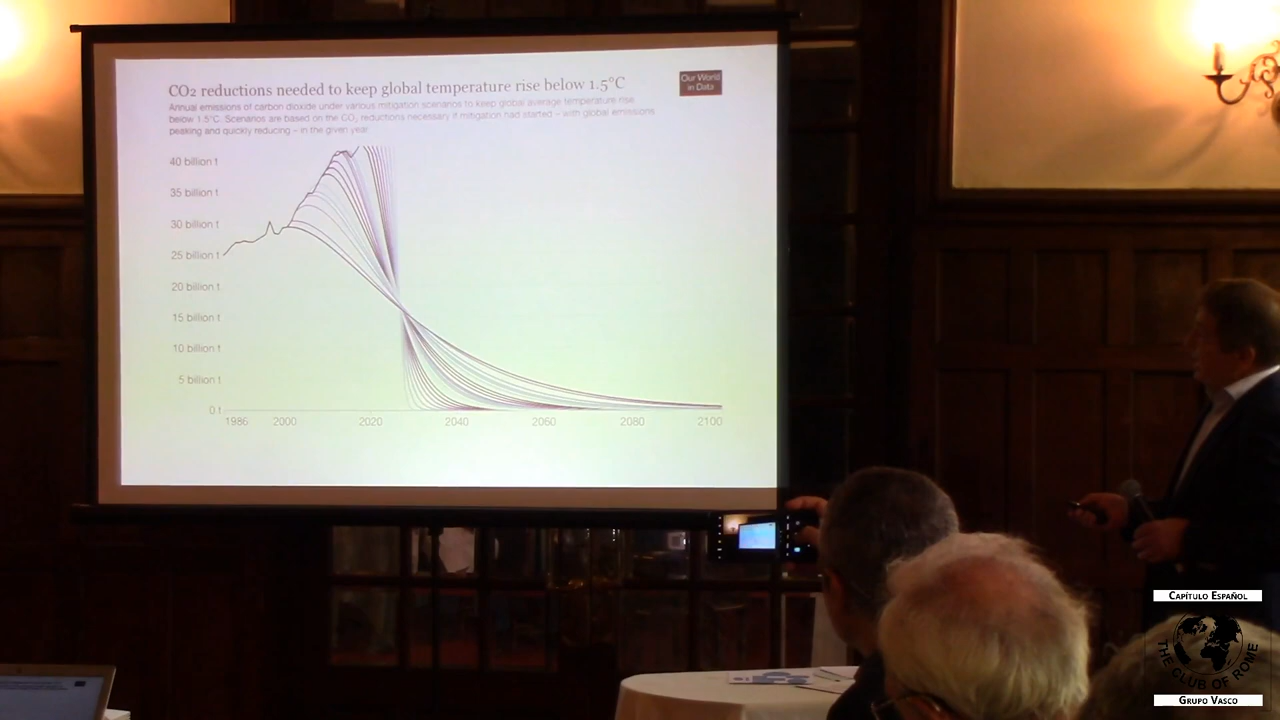 CO2 reductions needed to keep global temperature rise below 1.5°C
Our World
in Data
Annual emissions of carbon dioxide under various mitigation scenarios to keep global average temperature rise
below 1.5°C. Scenarios are based on the CO₂ reductions necessary if mitigation had started – with global emissions
peaking and quickly reducing – in the given year.
40 billion t
35 billion t
30 billion t
25 billion t
20 billion t
15 billion t
10 billion t
5 billion t
0 t
1986 2000 2020 2040 2060 2080 2100
Capítulo Español
THE CLUB OF ROME
Grupo Vasco